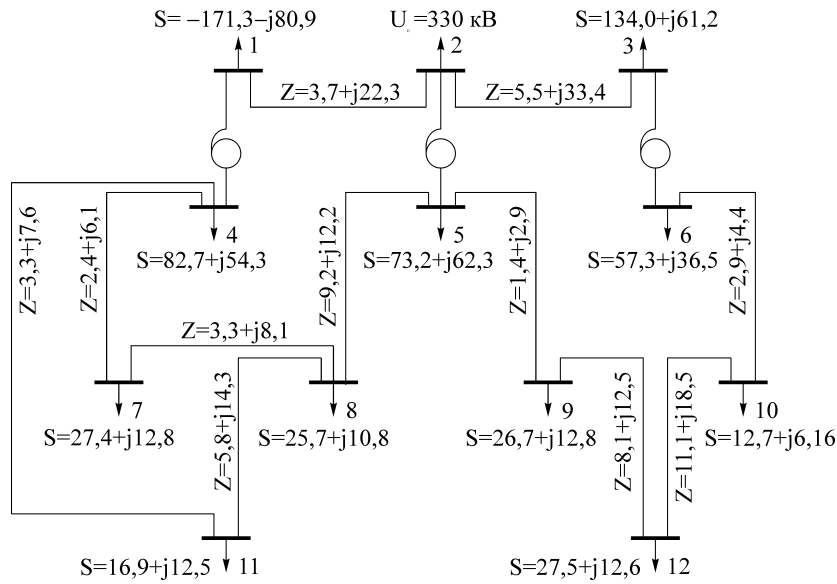 S= –171,3–j80,9
U =330 кВ
S=134,0+j61,2
1
2
3
Z=3,7+j22,3
Z=5,5+j33,4
Z=3,3+j7,6
Z=2,4+j6,1
Z=9,2+j12,2
Z=1,4+j2,9
Z=2,9+j4,4
4
5
6
S=82,7+j54,3
S=73,2+j62,3
S=57,3+j36,5
Z=3,3+j8,1
7
8
9
10
S=27,4+j12,8
S=25,7+j10,8
S=26,7+j12,8
S=12,7+j6,16
Z=5,8+j14,3
Z=8,1+j12,5
Z=11,1+j18,5
S=16,9+j12,5
11
S=27,5+j12,6
12